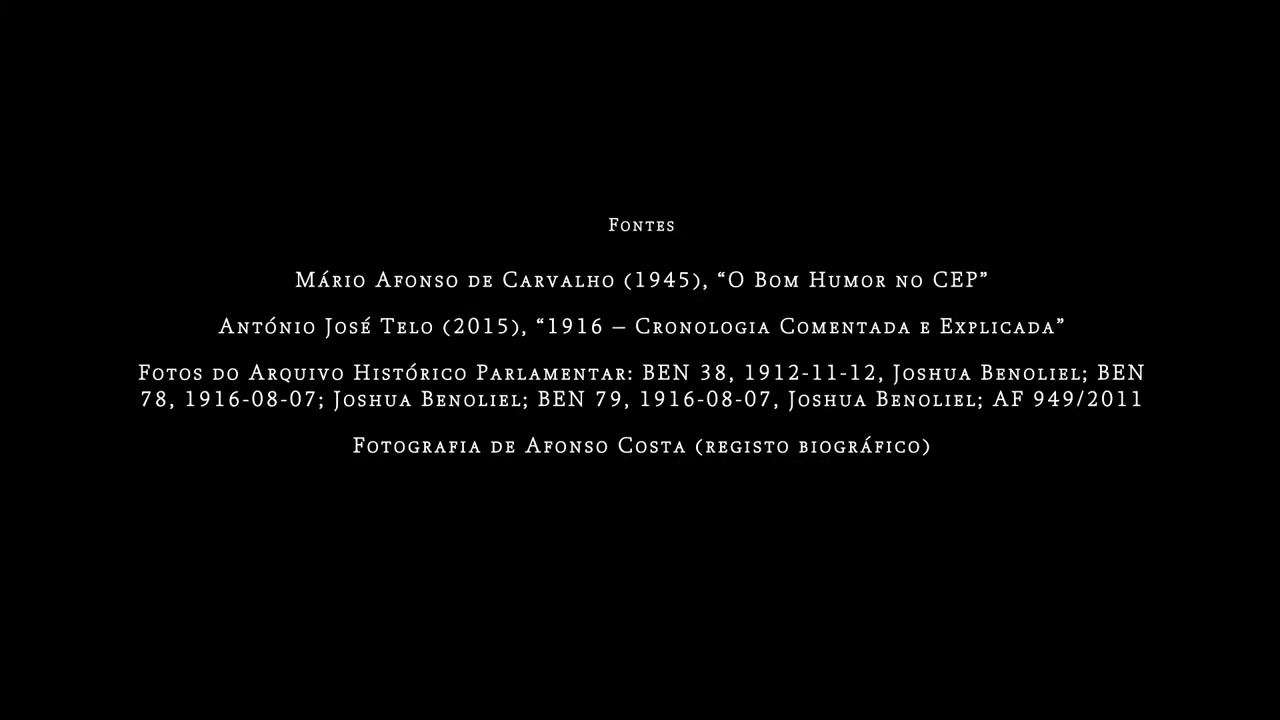 Fontes
Mário Afonso de Carvalho (1945), “O Bom Humor no CEP”
António José Telo (2015), “1916 – Cronologia Comentada e Explicada”
Fotos do Arquivo Histórico Parlamentar: BEN 38, 1912-11-12, Joshua Benoliel; BEN
78, 1916-08-07; Joshua Benoliel; BEN 79, 1916-08-07, Joshua Benoliel; AF 949/2011
Fotografia de Afonso Costa (registo biográfico)